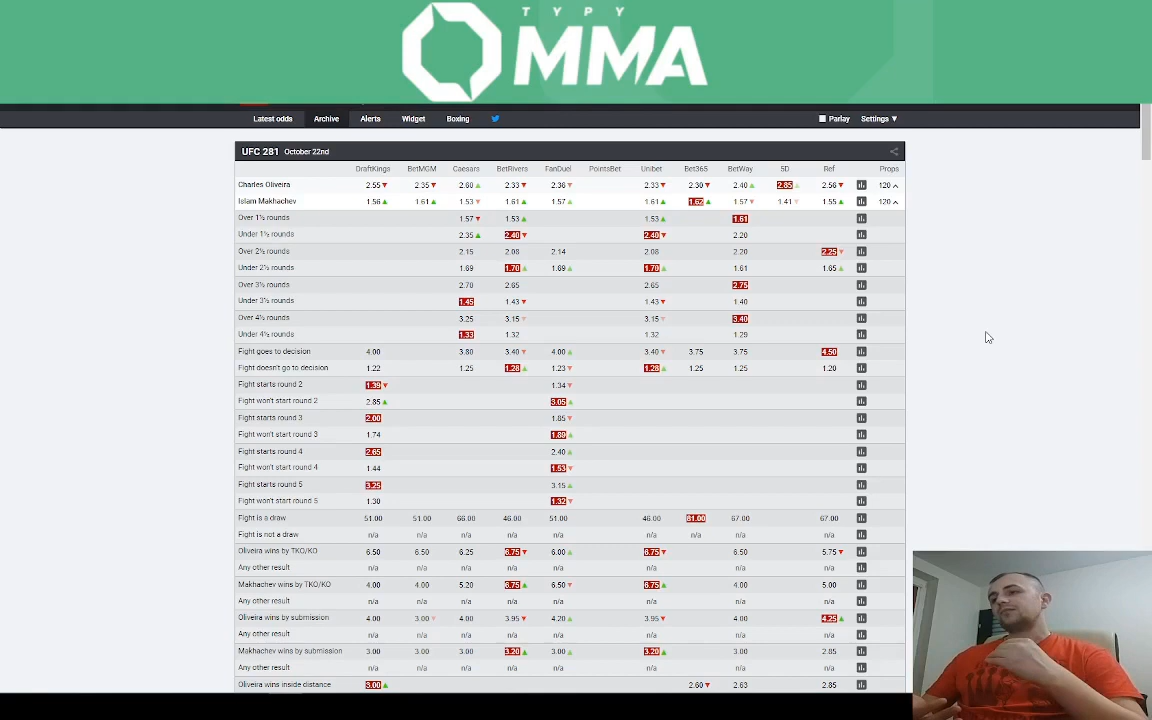 TYPY
MMA
Latest odds Archive Alerts Widget Boxing Parlay Settings ▼
UFC 281 October 22nd
DraftKings BetMGM Caesars BetRivers FanDuel PointsBet Unibet Bet365 BetWay 5D Ref Props
Charles Oliveira 2.55▼ 2.35▼ 2.60▲ 2.33▼ 2.36▼ 2.33▼ 2.30▼ 2.40▲ 2.85▲ 2.56▼ 120
Islam Makhachev 1.56▲ 1.61▲ 1.53▼ 1.61▲ 1.57▲ 1.61▲ 1.62▲ 1.57▼ 1.41▼ 1.55▲ 120
Over 1½ rounds 1.57▼ 1.53▲ 1.53▲ 1.61
Under 1½ rounds 2.35▲ 2.40▼ 2.40▼ 2.20
Over 2½ rounds 2.15 2.08 2.14 2.08 2.20 2.25▼
Under 2½ rounds 1.69 1.70▲ 1.69▲ 1.70▲ 1.61 1.65▲
Over 3½ rounds 2.70 2.65 2.65 2.75
Under 3½ rounds 1.45 1.43▼ 1.43▼ 1.40
Over 4½ rounds 3.25 3.15▼ 3.15▼ 3.40
Under 4½ rounds 1.33 1.32 1.32 1.29
Fight goes to decision 4.00 3.80 3.40▼ 4.00▲ 3.40▼ 3.75 3.75 4.50
Fight doesn't go to decision 1.22 1.25 1.28▲ 1.23▼ 1.28▲ 1.25 1.25 1.20
Fight starts round 2 1.39▼ 1.34▼
Fight won't start round 2 2.85▲ 3.05▲
Fight starts round 3 2.00 1.85▼
Fight won't start round 3 1.74 1.89▲
Fight starts round 4 2.65 2.40▲
Fight won't start round 4 1.44 1.53▼
Fight starts round 5 3.25 3.15▲
Fight won't start round 5 1.30 1.32▼
Fight is a draw 51.00 51.00 66.00 46.00 51.00 46.00 81.00 67.00 67.00
Fight is not a draw n/a n/a n/a n/a n/a n/a n/a n/a n/a
Oliveira wins by TKO/KO 6.50 6.50 6.25 6.75▼ 6.00▲ 6.75▼ 6.50 5.75▼
Any other result n/a n/a n/a n/a n/a n/a n/a n/a
Makhachev wins by TKO/KO 4.00 4.00 5.20 6.75▲ 6.50▼ 6.75▲ 4.00 5.00
Any other result n/a n/a n/a n/a n/a n/a n/a n/a
Oliveira wins by submission 4.00 3.00▼ 4.00 3.95▼ 4.20▲ 3.95▼ 4.00 4.25▲
Any other result n/a n/a n/a n/a n/a n/a n/a n/a
Makhachev wins by submission 3.00 3.00 3.00 3.20▲ 3.00▲ 3.20▲ 3.00 2.85
Any other result n/a n/a n/a n/a n/a n/a n/a n/a
Oliveira wins inside distance 3.00▲ 2.60▼ 2.63 2.85